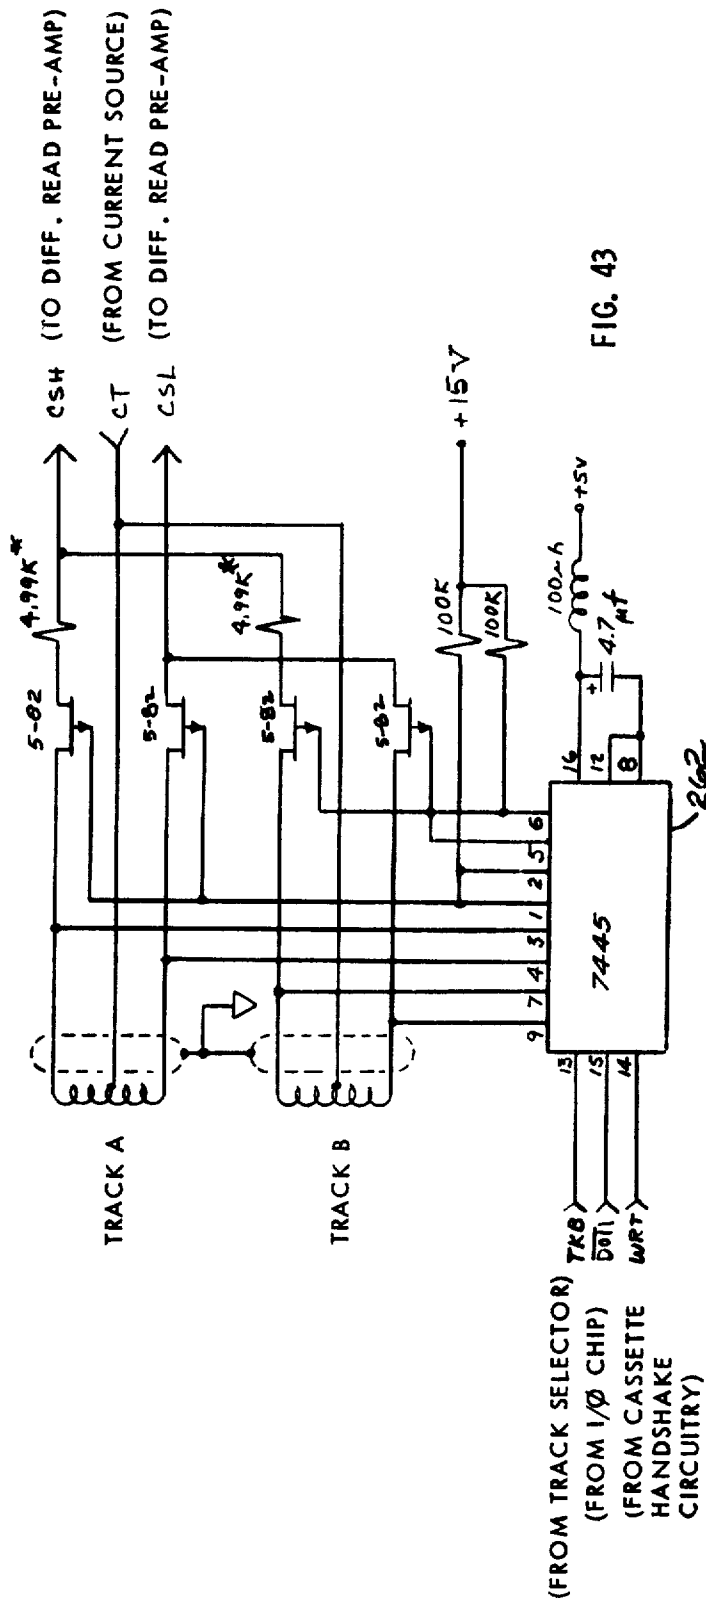 CSH (TO DIFF. READ PRE-AMP)
CT (FROM CURRENT SOURCE)
CSL (TO DIFF. READ PRE-AMP)
4.99K*
5-82
5-82
4.99K*
5-82
5-82
TRACK A
TRACK B
+15V
100K
100K
100μh
+5V
+
4.7 μf
16
12
8
9 7 4 3 1 2 5 6
7445
262
13
15
14
(FROM TRACK SELECTOR) TKB
(FROM I/Ø CHIP) D011
(FROM CASSETTE WRT
HANDSHAKE
CIRCUITRY)
FIG. 43